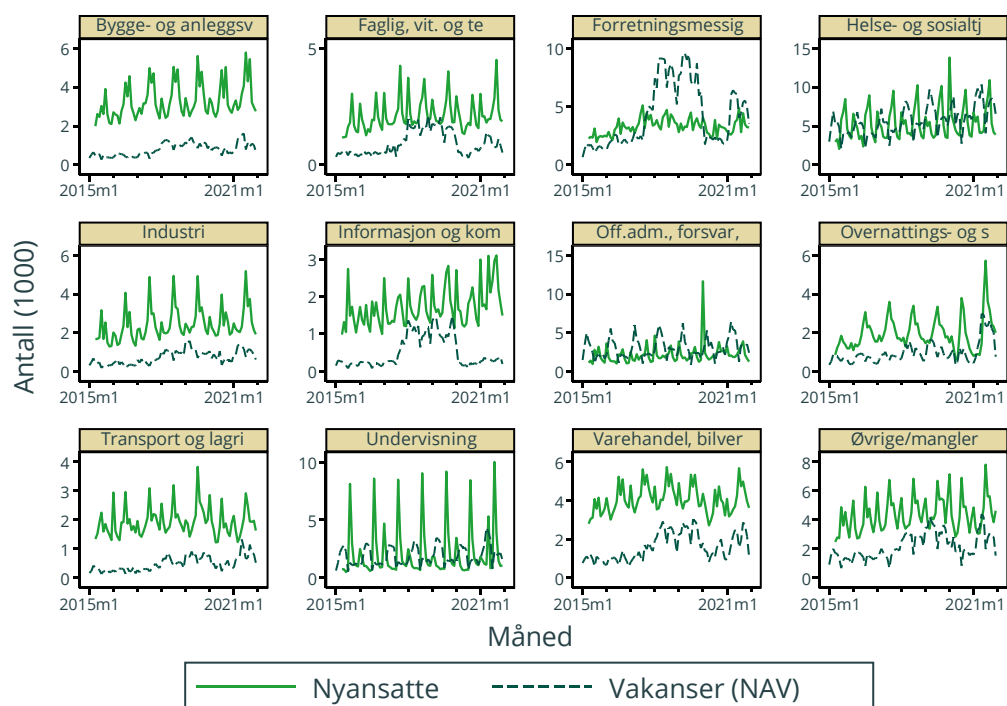 Bygge- og anleggsv
Faglig, vit. og te
Forretningsmessig
Helse- og sosialtj
6
4
2
0
2015m1
2021m1
5
0
2015m1
2021m1
10
5
0
2015m1
2021m1
15
10
5
0
2015m1
2021m1
Industri
Informasjon og kom
Off.adm., forsvar,
Overnattings- og s
6
4
2
0
2015m1
2021m1
3
2
1
0
2015m1
2021m1
15
10
5
0
2015m1
2021m1
6
4
2
0
2015m1
2021m1
Transport og lagri
Undervisning
Varehandel, bilver
Øvrige/mangler
4
3
2
1
0
2015m1
2021m1
10
5
0
2015m1
2021m1
6
4
2
0
2015m1
2021m1
8
6
4
2
0
2015m1
2021m1
Antall (1000)
Måned
Nyansatte
Vakanser (NAV)